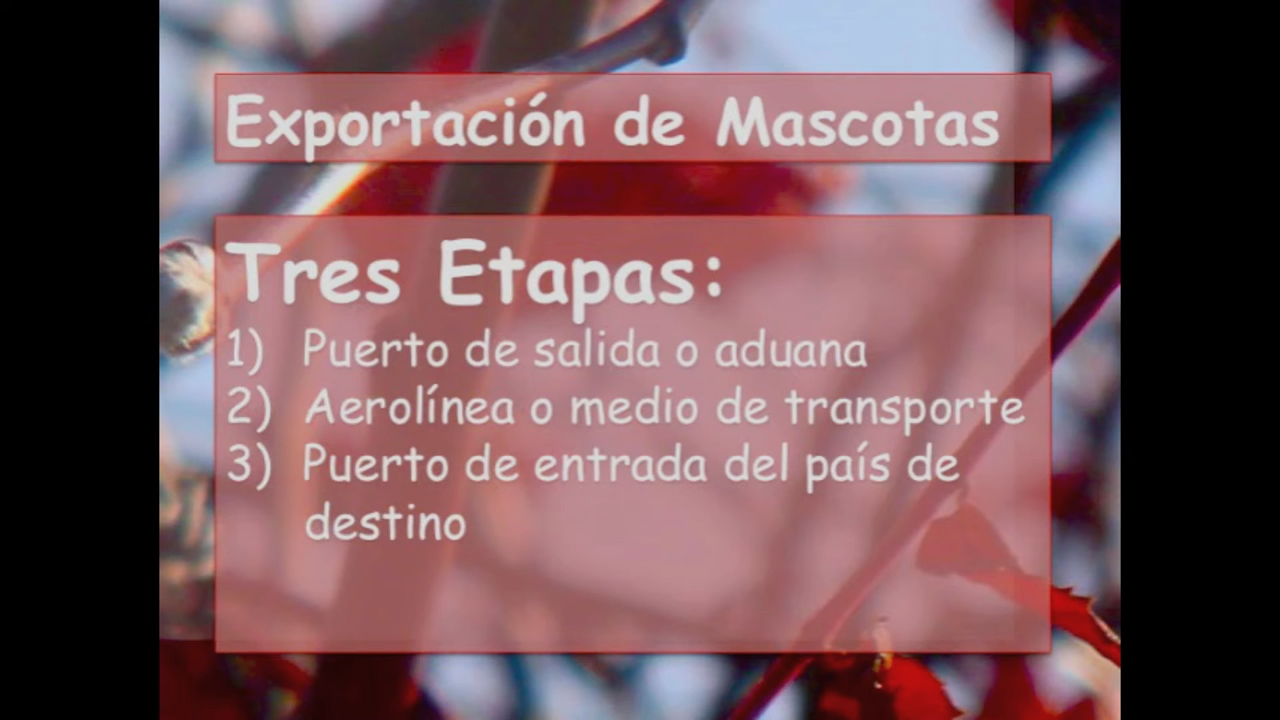 Exportación de Mascotas
Tres Etapas:
1) Puerto de salida o aduana
2) Aerolínea o medio de transporte
3) Puerto de entrada del país de
destino